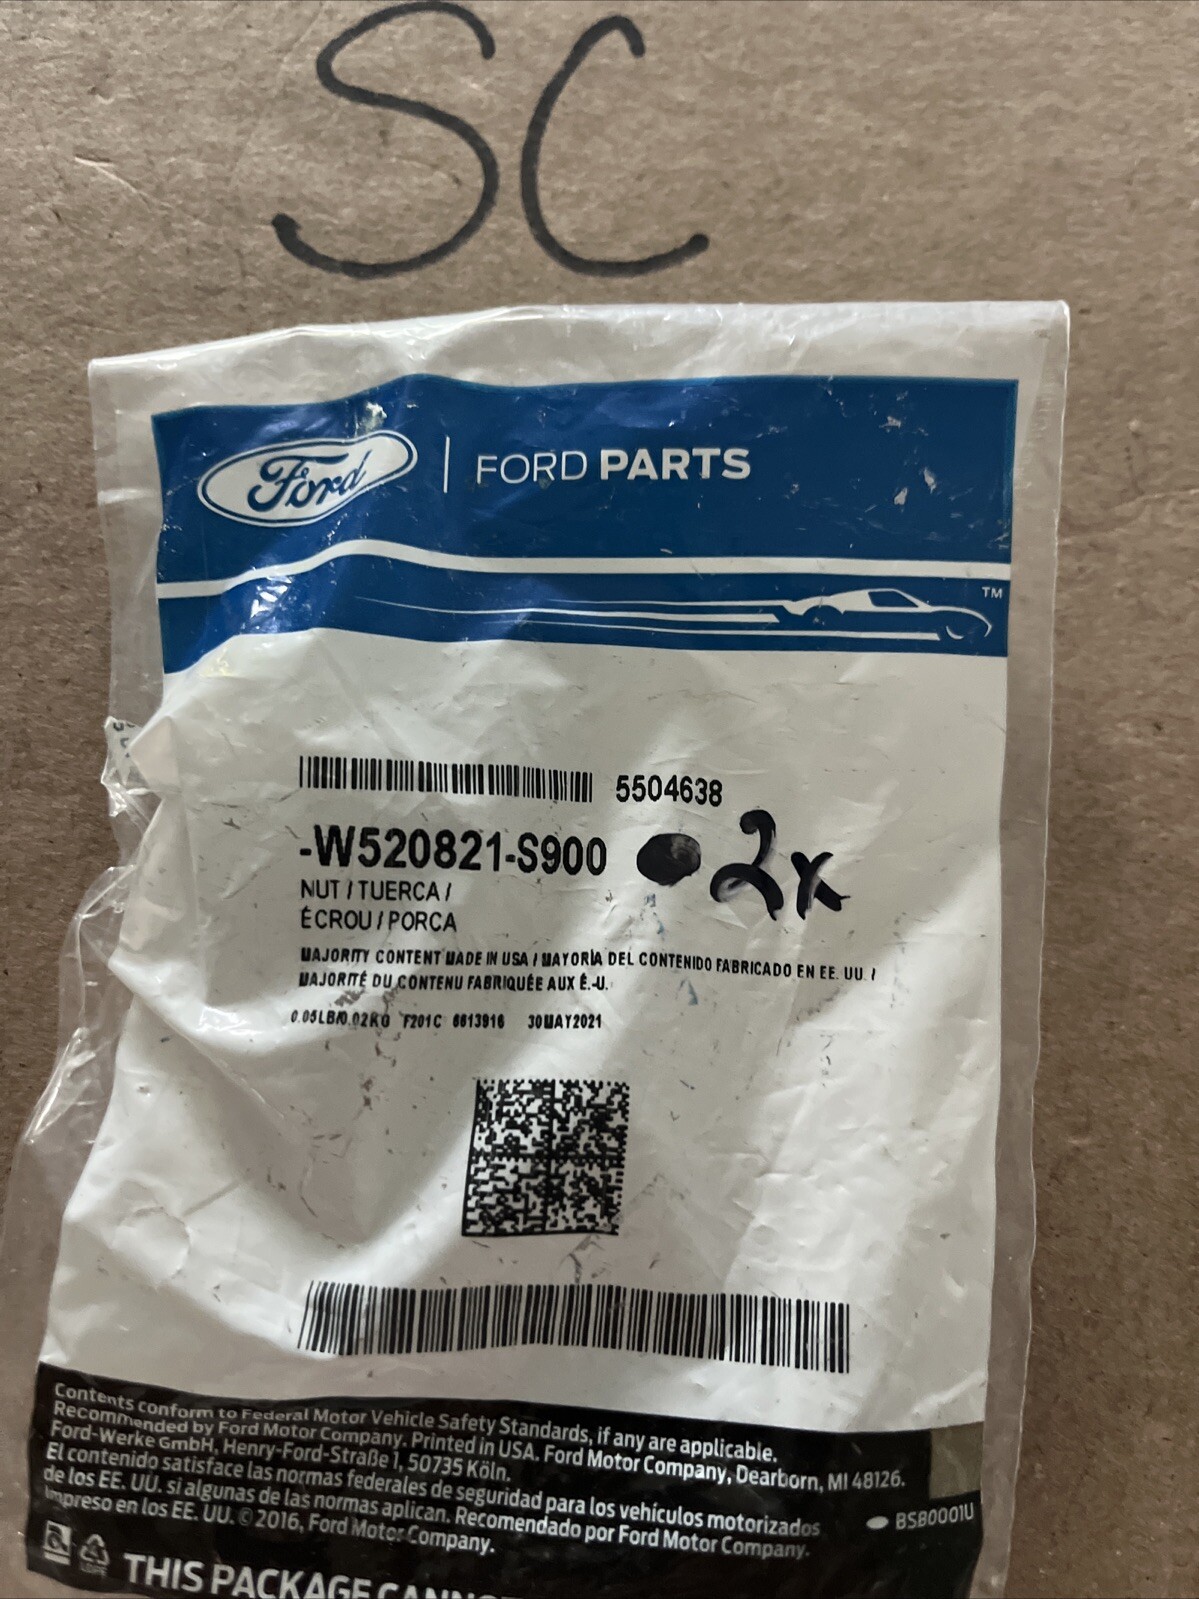 SC
Ford | FORD PARTS
TM
5504638
-W520821-S900 2x
NUT / TUERCA /
ÉCROU / PORCA
MAJORITY CONTENT MADE IN USA / MAYORÍA DEL CONTENIDO FABRICADO EN EE. UU. /
MAJORITÉ DU CONTENU FABRIQUÉE AUX É.-U.
0.05LB/0.02KG F201C 6613916 30MAY2021
Contents conform to Federal Motor Vehicle Safety Standards, if any are applicable.
Recommended by Ford Motor Company. Printed in USA. Ford Motor Company, Dearborn, MI 48126.
Ford-Werke GmbH, Henry-Ford-Straße 1, 50735 Köln.
El contenido satisface las normas federales de seguridad para los vehículos motorizados
de los EE. UU. si algunas de las normas aplican. Recomendado por Ford Motor Company.
Impreso en los EE. UU. © 2016, Ford Motor Company.
BSB0001U
LDPE
THIS PACKAGE